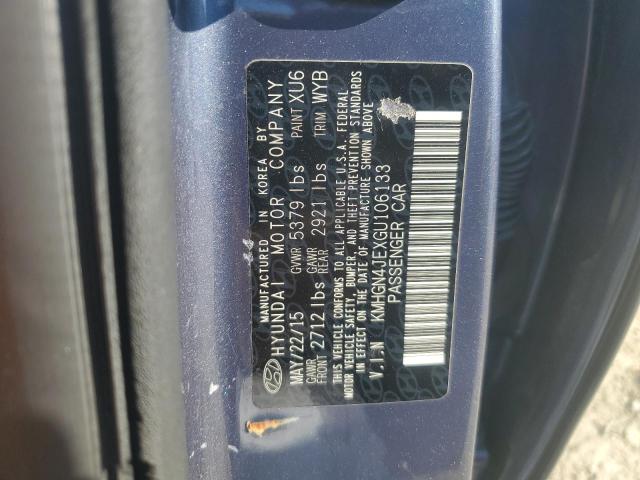 MANUFACTURED IN KOREA BY
HYUNDAI MOTOR COMPANY
MAY/22/15 GVWR 5379 lbs PAINT XU6
GAWR FRONT 2712 lbs GAWR REAR 2921 lbs TRIM WYB
THIS VEHICLE CONFORMS TO ALL APPLICABLE U.S.A. FEDERAL
MOTOR VEHICLE SAFETY, BUMPER, AND THEFT PREVENTION STANDARDS
IN EFFECT ON THE DATE OF MANUFACTURE SHOWN ABOVE
V.I.N KMHGN4JEXGU106133
PASSENGER CAR